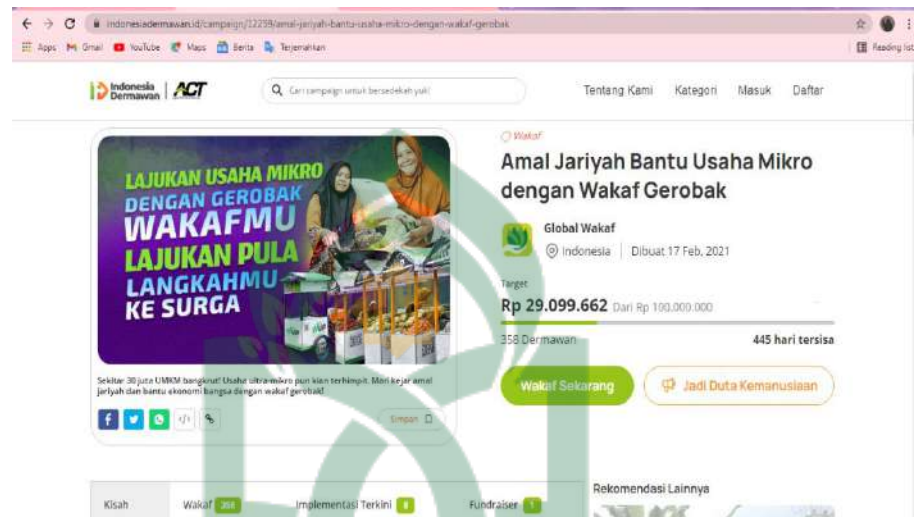 indonesiadermawan.id/campaign/12259/amal-jariyah-bantu-usaha-mikro-dengan-wakaf-gerobak
Apps Gmail YouTube Maps Berita Terjemahkan Reading list
Indonesia Dermawan ACT
Cari campaign untuk bersedekah yuk!
Tentang Kami Kategori Masuk Daftar
LAJUKAN USAHA MIKRO
DENGAN GEROBAK
WAKAFMU
LAJUKAN PULA
LANGKAHMU
KE SURGA
Sekitar 30 juta UMKM bangkrut! Usaha ultra-mikro pun kian terhimpit. Mari kejar amal
jariyah dan bantu ekonomi bangsa dengan wakaf gerobak!
Simpan
Wakaf
Amal Jariyah Bantu Usaha Mikro
dengan Wakaf Gerobak
Global Wakaf
Indonesia Dibuat 17 Feb, 2021
Target
Rp 29.099.662 Dari Rp 100.000.000
358 Dermawan 445 hari tersisa
Wakaf Sekarang Jadi Duta Kemanusiaan
Kisah Wakaf 358 Implementasi Terkini Fundraiser 1
Rekomendasi Lainnya